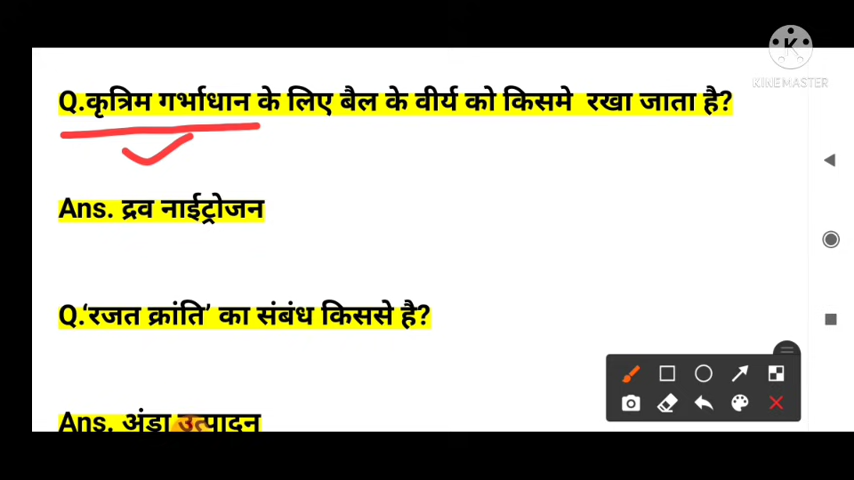 KINEMASTER
Q.कृत्रिम गर्भाधान के लिए बैल के वीर्य को किसमे रखा जाता है?
Ans. द्रव नाईट्रोजन
Q.‘रजत क्रांति’ का संबंध किससे है?
Ans. अंडा उत्पादन